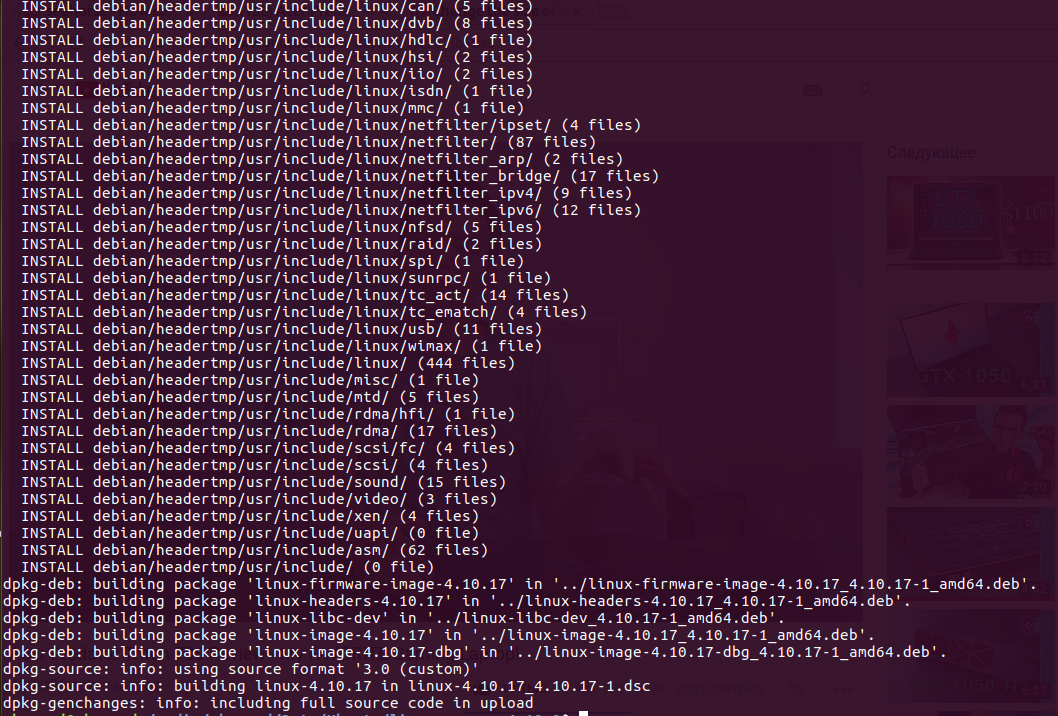 INSTALL debian/headertmp/usr/include/linux/can/ (5 files)
INSTALL debian/headertmp/usr/include/linux/dvb/ (8 files)
INSTALL debian/headertmp/usr/include/linux/hdlc/ (1 file)
INSTALL debian/headertmp/usr/include/linux/hsi/ (2 files)
INSTALL debian/headertmp/usr/include/linux/iio/ (2 files)
INSTALL debian/headertmp/usr/include/linux/isdn/ (1 file)
INSTALL debian/headertmp/usr/include/linux/mmc/ (1 file)
INSTALL debian/headertmp/usr/include/linux/netfilter/ipset/ (4 files)
INSTALL debian/headertmp/usr/include/linux/netfilter/ (87 files)
INSTALL debian/headertmp/usr/include/linux/netfilter_arp/ (2 files)
INSTALL debian/headertmp/usr/include/linux/netfilter_bridge/ (17 files)
INSTALL debian/headertmp/usr/include/linux/netfilter_ipv4/ (9 files)
INSTALL debian/headertmp/usr/include/linux/netfilter_ipv6/ (12 files)
INSTALL debian/headertmp/usr/include/linux/nfsd/ (5 files)
INSTALL debian/headertmp/usr/include/linux/raid/ (2 files)
INSTALL debian/headertmp/usr/include/linux/spi/ (1 file)
INSTALL debian/headertmp/usr/include/linux/sunrpc/ (1 file)
INSTALL debian/headertmp/usr/include/linux/tc_act/ (14 files)
INSTALL debian/headertmp/usr/include/linux/tc_ematch/ (4 files)
INSTALL debian/headertmp/usr/include/linux/usb/ (11 files)
INSTALL debian/headertmp/usr/include/linux/wimax/ (1 file)
INSTALL debian/headertmp/usr/include/linux/ (444 files)
INSTALL debian/headertmp/usr/include/misc/ (1 file)
INSTALL debian/headertmp/usr/include/mtd/ (5 files)
INSTALL debian/headertmp/usr/include/rdma/hfi/ (1 file)
INSTALL debian/headertmp/usr/include/rdma/ (17 files)
INSTALL debian/headertmp/usr/include/scsi/fc/ (4 files)
INSTALL debian/headertmp/usr/include/scsi/ (4 files)
INSTALL debian/headertmp/usr/include/sound/ (15 files)
INSTALL debian/headertmp/usr/include/video/ (3 files)
INSTALL debian/headertmp/usr/include/xen/ (4 files)
INSTALL debian/headertmp/usr/include/uapi/ (0 file)
INSTALL debian/headertmp/usr/include/asm/ (62 files)
INSTALL debian/headertmp/usr/include/ (0 file)
dpkg-deb: building package 'linux-firmware-image-4.10.17' in '../linux-firmware-image-4.10.17_4.10.17-1_amd64.deb'.
dpkg-deb: building package 'linux-headers-4.10.17' in '../linux-headers-4.10.17_4.10.17-1_amd64.deb'.
dpkg-deb: building package 'linux-libc-dev' in '../linux-libc-dev_4.10.17-1_amd64.deb'.
dpkg-deb: building package 'linux-image-4.10.17' in '../linux-image-4.10.17_4.10.17-1_amd64.deb'.
dpkg-deb: building package 'linux-image-4.10.17-dbg' in '../linux-image-4.10.17-dbg_4.10.17-1_amd64.deb'.
dpkg-source: info: using source format '3.0 (custom)'
dpkg-source: info: building linux-4.10.17 in linux-4.10.17_4.10.17-1.dsc
dpkg-genchanges: info: including full source code in upload
Следующее
GTX
1060
$1100
8:32
GTX 1050
6:21
7:12
поделиться